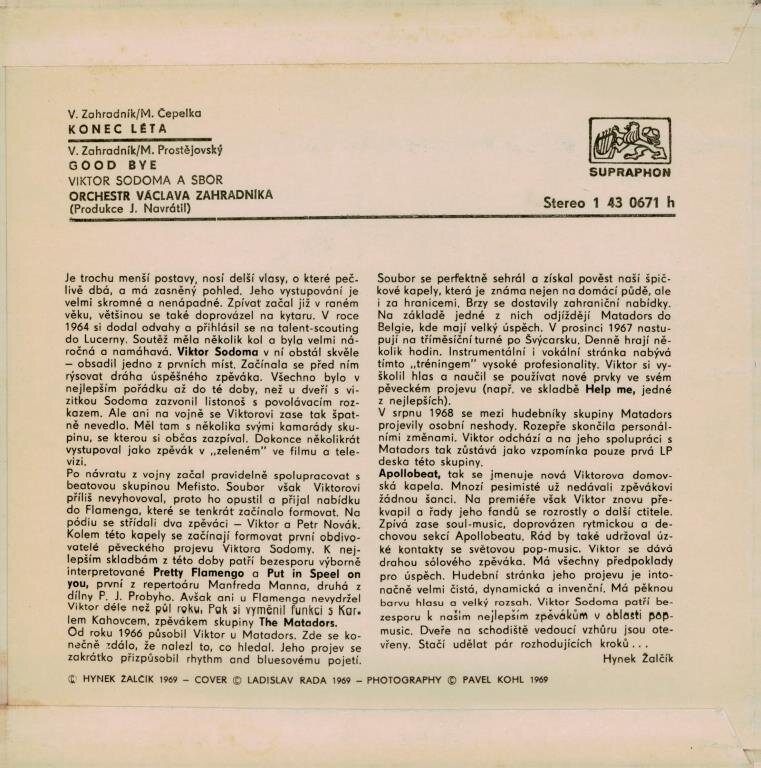 V. Zahradník/M. Čepelka
KONEC LÉTA
V. Zahradník/M. Prostějovský
GOOD BYE
VIKTOR SODOMA A SBOR
ORCHESTR VÁCLAVA ZAHRADNÍKA
(Produkce J. Navrátil)
SUPRAPHON
Stereo 1 43 0671 h
Je trochu menší postavy, nosí delší vlasy, o které peč-
livě dbá, a má zasněný pohled. Jeho vystupování je
velmi skromné a nenápadné. Zpívat začal již v raném
věku, většinou se také doprovázel na kytaru. V roce
1964 si dodal odvahy a přihlásil se na talent-scouting
do Lucerny. Soutěž měla několik kol a byla velmi ná-
ročná a namáhavá. Viktor Sodoma v ní obstál skvěle
– obsadil jedno z prvních míst. Začínala se před ním
rýsovat dráha úspěšného zpěváka. Všechno bylo v
nejlepším pořádku až do té doby, než u dveří s vi-
zitkou Sodoma zazvonil listonoš s povolávacím roz-
kazem. Ale ani na vojně se Viktorovi zase tak špat-
ně nevedlo. Měl tam s několika svými kamarády sku-
pinu, se kterou si občas zazpíval. Dokonce několikrát
vystupoval jako zpěvák v „zeleném" ve filmu a tele-
vizi.
Po návratu z vojny začal pravidelně spolupracovat s
beatovou skupinou Mefisto. Soubor však Viktorovi
příliš nevyhovoval, proto ho opustil a přijal nabídku
do Flamenga, které se tenkrát začínalo formovat. Na
pódiu se střídali dva zpěváci – Viktor a Petr Novák.
Kolem této kapely se začínají formovat první obdivo-
vatelé pěveckého projevu Viktora Sodomy. K nej-
lepším skladbám z této doby patří bezesporu výborně
interpretované Pretty Flamengo a Put in Speel on
you, první z repertoáru Manfreda Manna, druhá z
dílny P. J. Probyho. Avšak ani u Flamenga nevydržel
Viktor déle než půl roku. Pak si vyměnil funkci s Kar
lem Kahovcem, zpěvákem skupiny The Matadors.
Od roku 1966 působil Viktor u Matadors. Zde se ko-
nečně zdálo, že nalezl to, co hledal. Jeho projev se
zakrátko přizpůsobil rhythm and bluesovému pojetí.
Soubor se perfektně sehrál a získal pověst naší špič-
kové kapely, která je známa nejen na domácí půdě, ale
i za hranicemi. Brzy se dostavily zahraniční nabídky.
Na základě jedné z nich odjíždějí Matadors do
Belgie, kde mají velký úspěch. V prosinci 1967 nastu-
pují na tříměsíční turné po Švýcarsku. Denně hrají ně-
kolik hodin. Instrumentální i vokální stránka nabývá
tímto „tréningem" vysoké profesionality. Viktor si vy-
školil hlas a naučil se používat nové prvky ve svém
pěveckém projevu (např. ve skladbě Help me, jedné
z nejlepších).
V srpnu 1968 se mezi hudebníky skupiny Matadors
projevily osobní neshody. Rozepře skončila personál-
ními změnami. Viktor odchází a na jeho spolupráci s
Matadors tak zůstává jako vzpomínka pouze prvá LP
deska této skupiny.
Apollobeat, tak se jmenuje nová Viktorova domov-
ská kapela. Mnozí pesimisté už nedávali zpěvákovi
žádnou šanci. Na premiéře však Viktor znovu pře-
kvapil a řady jeho fandů se rozrostly o další ctitele.
Zpívá zase soul-music, doprovázen rytmickou a de-
chovou sekcí Apollobeatu. Rád by také udržoval úz-
ké kontakty se světovou pop-music. Viktor se dává
drahou sólového zpěváka. Má všechny předpoklady
pro úspěch. Hudební stránka jeho projevu je into-
načně velmi čistá, dynamická a invenční. Má pěknou
barvu hlasu a velký rozsah. Viktor Sodoma patří be-
zesporu k našim nejlepším zpěvákům v oblasti pop-
music. Dveře na schodiště vedoucí vzhůru jsou ote-
vřeny. Stačí udělat pár rozhodujících kroků...
Hynek Žalčík
© HYNEK ŽALČÍK 1969 – COVER © LADISLAV RADA 1969 – PHOTOGRAPHY © PAVEL KOHL 1969